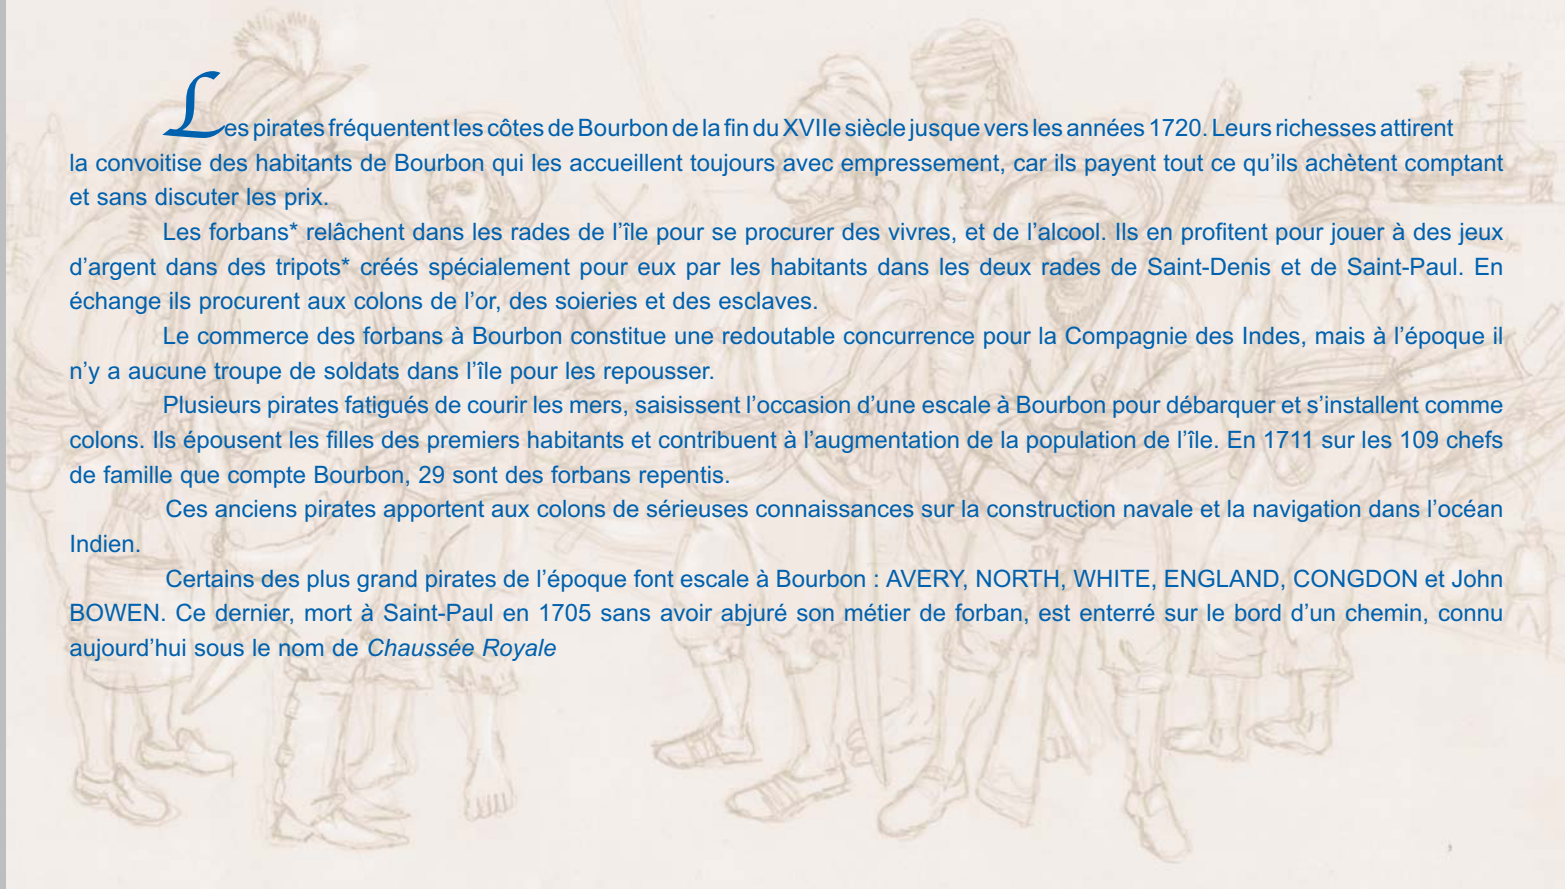 Les pirates fréquentent les côtes de Bourbon de la fin du XVIIe siècle jusque vers les années 1720. Leurs richesses attirent
la convoitise des habitants de Bourbon qui les accueillent toujours avec empressement, car ils payent tout ce qu’ils achètent comptant
et sans discuter les prix.
Les forbans* relâchent dans les rades de l’île pour se procurer des vivres, et de l’alcool. Ils en profitent pour jouer à des jeux
d’argent dans des tripots* créés spécialement pour eux par les habitants dans les deux rades de Saint-Denis et de Saint-Paul. En
échange ils procurent aux colons de l’or, des soieries et des esclaves.
Le commerce des forbans à Bourbon constitue une redoutable concurrence pour la Compagnie des Indes, mais à l’époque il
n’y a aucune troupe de soldats dans l’île pour les repousser.
Plusieurs pirates fatigués de courir les mers, saisissent l’occasion d’une escale à Bourbon pour débarquer et s’installent comme
colons. Ils épousent les filles des premiers habitants et contribuent à l’augmentation de la population de l’île. En 1711 sur les 109 chefs
de famille que compte Bourbon, 29 sont des forbans repentis.
Ces anciens pirates apportent aux colons de sérieuses connaissances sur la construction navale et la navigation dans l’océan
Indien.
Certains des plus grand pirates de l’époque font escale à Bourbon : AVERY, NORTH, WHITE, ENGLAND, CONGDON et John
BOWEN. Ce dernier, mort à Saint-Paul en 1705 sans avoir abjuré son métier de forban, est enterré sur le bord d’un chemin, connu
aujourd’hui sous le nom de Chaussée Royale